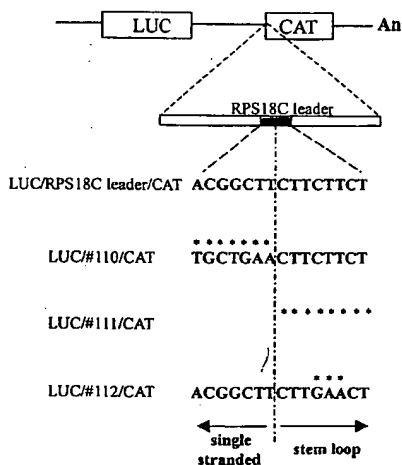 LUC CAT An
RPS18C leader
LUC/RPS18C leader/CAT ACGGCTTCTTCTTCT
* * * * * * *
LUC/#110/CAT TGCTGAACTTCTTCT
* * * * * * * *
LUC/#111/CAT
* * *
LUC/#112/CAT ACGGCTTCTTGAACT
single stranded stem loop